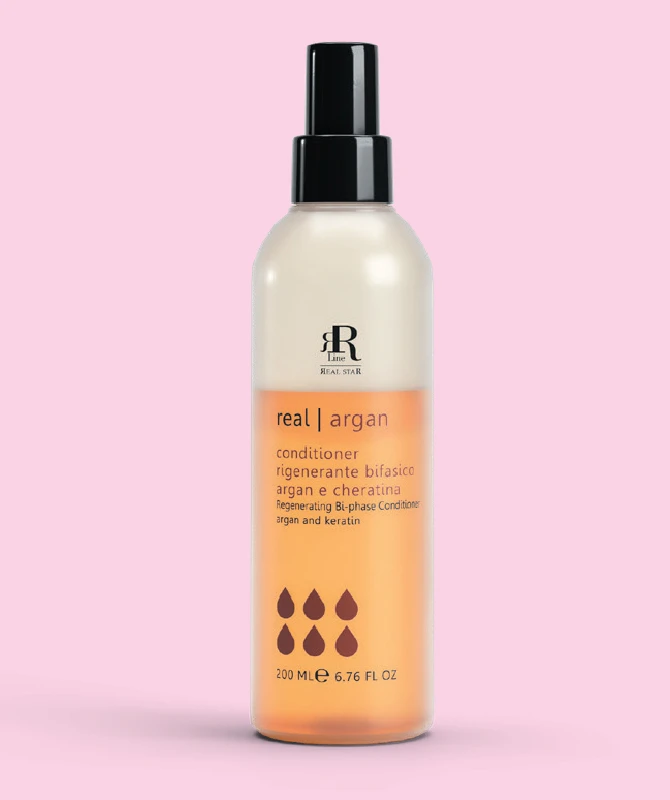 RR
Line
REAL STAR
real | argan
conditioner
rigenerante bifasico
argan e cheratina
Regenerating Bi-phase Conditioner
argan and keratin
200 ML℮ 6.76 FL OZ